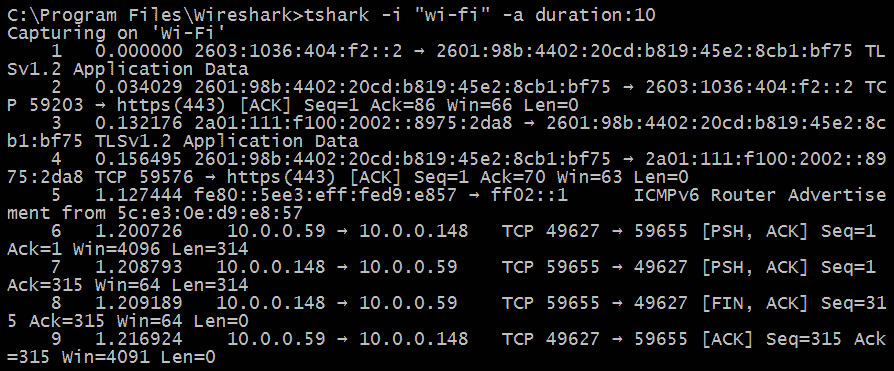 C:\Program Files\Wireshark>tshark -i "wi-fi" -a duration:10
Capturing on 'Wi-Fi'
    1   0.000000 2603:1036:404:f2::2 → 2601:98b:4402:20cd:b819:45e2:8cb1:bf75 TL
Sv1.2 Application Data
    2   0.034029 2601:98b:4402:20cd:b819:45e2:8cb1:bf75 → 2603:1036:404:f2::2 TC
P 59203 → https(443) [ACK] Seq=1 Ack=86 Win=66 Len=0
    3   0.132176 2a01:111:f100:2002::8975:2da8 → 2601:98b:4402:20cd:b819:45e2:8c
b1:bf75 TLSv1.2 Application Data
    4   0.156495 2601:98b:4402:20cd:b819:45e2:8cb1:bf75 → 2a01:111:f100:2002::89
75:2da8 TCP 59576 → https(443) [ACK] Seq=1 Ack=70 Win=63 Len=0
    5   1.127444 fe80::5ee3:eff:fed9:e857 → ff02::1      ICMPv6 Router Advertise
ment from 5c:e3:0e:d9:e8:57
    6   1.200726    10.0.0.59 → 10.0.0.148   TCP 49627 → 59655 [PSH, ACK] Seq=1
Ack=1 Win=4096 Len=314
    7   1.208793   10.0.0.148 → 10.0.0.59    TCP 59655 → 49627 [PSH, ACK] Seq=1
Ack=315 Win=64 Len=314
    8   1.209189   10.0.0.148 → 10.0.0.59    TCP 59655 → 49627 [FIN, ACK] Seq=31
5 Ack=315 Win=64 Len=0
    9   1.216924    10.0.0.59 → 10.0.0.148   TCP 49627 → 59655 [ACK] Seq=315 Ack
=315 Win=4091 Len=0